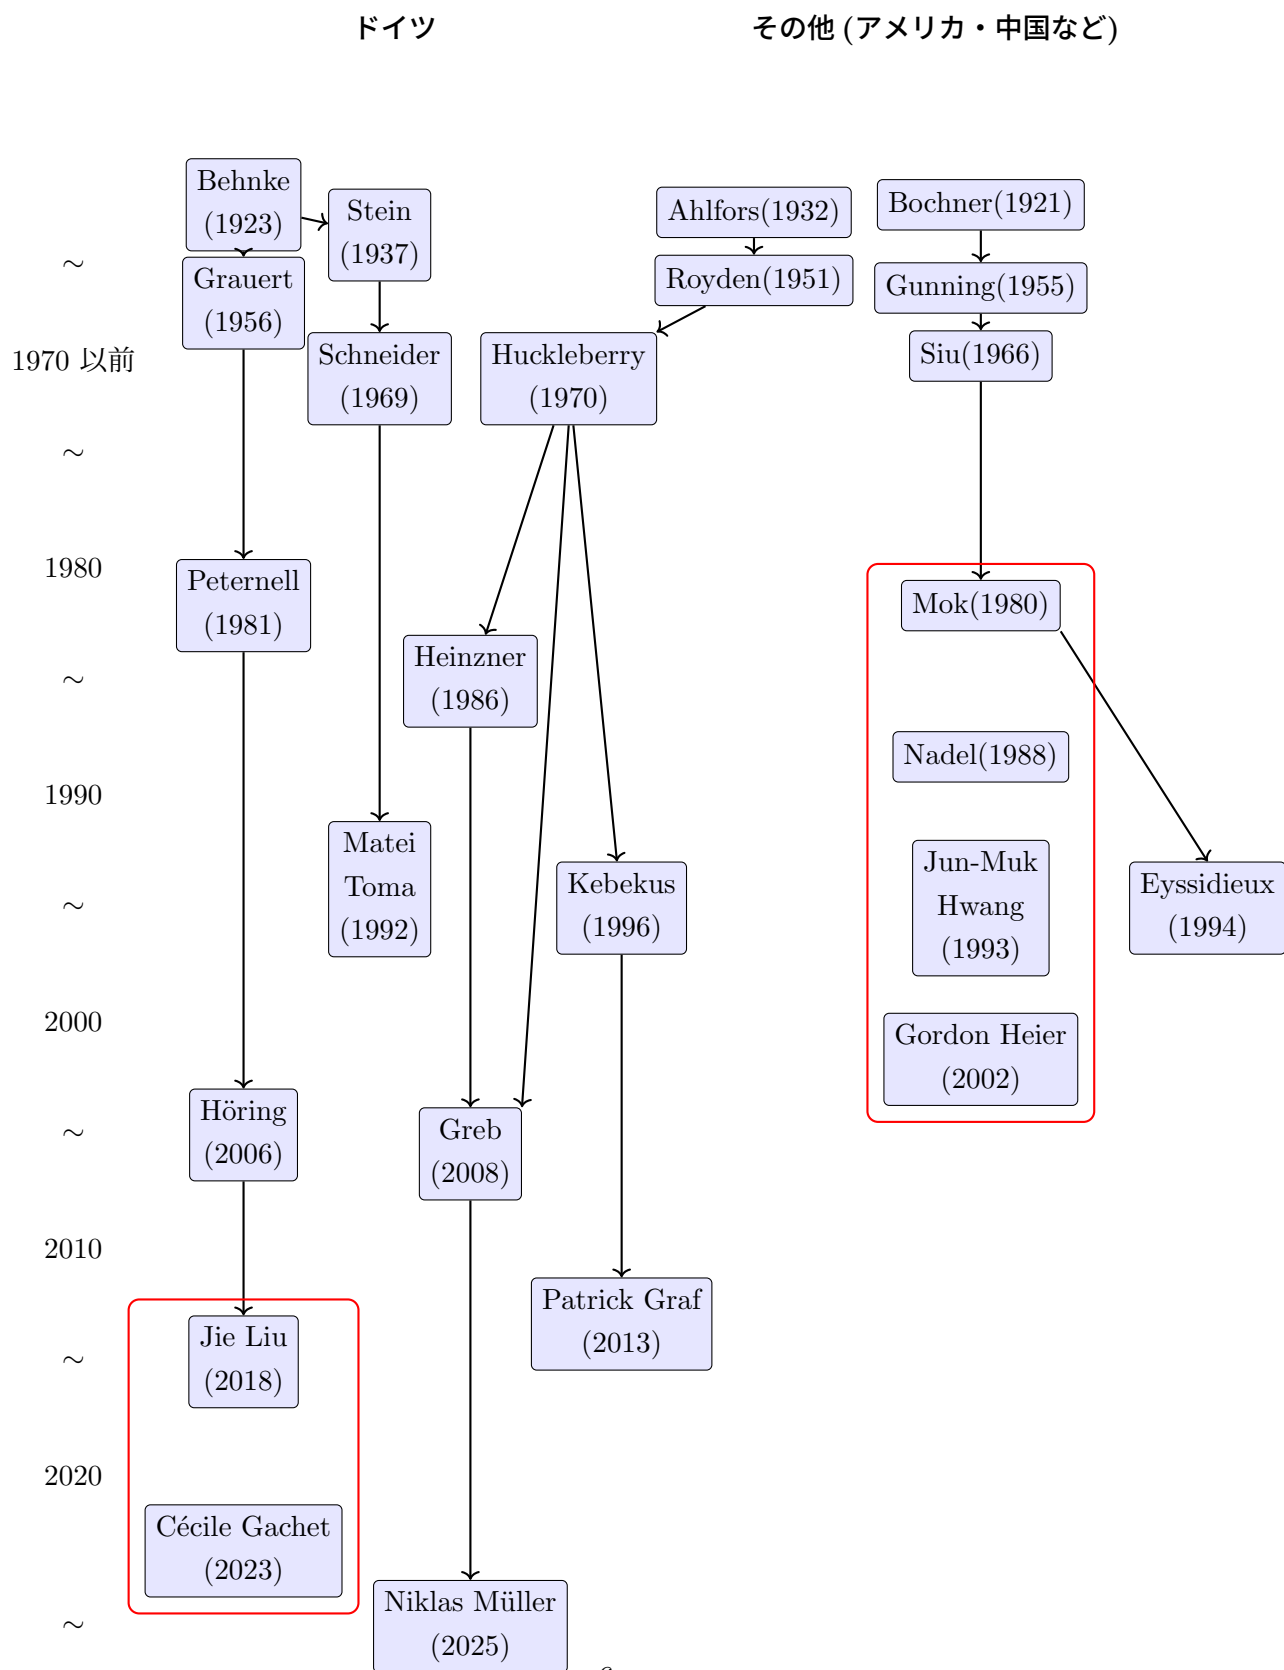 ドイツ
その他 (アメリカ・中国など)
Behnke
(1923)
Stein
(1937)
Ahlfors(1932)
Bochner(1921)
∼
Grauert
(1956)
Royden(1951)
Gunning(1955)
1970 以前
Schneider
(1969)
Huckleberry
(1970)
Siu(1966)
∼
1980
Peternell
(1981)
Mok(1980)
∼
Heinzner
(1986)
Nadel(1988)
1990
Matei
Toma
(1992)
∼
Kebekus
(1996)
Jun-Muk
Hwang
(1993)
Eyssidieux
(1994)
2000
Gordon Heier
(2002)
∼
Höring
(2006)
Greb
(2008)
2010
Patrick Graf
(2013)
∼
Jie Liu
(2018)
2020
Cécile Gachet
(2023)
∼
Niklas Müller
(2025)